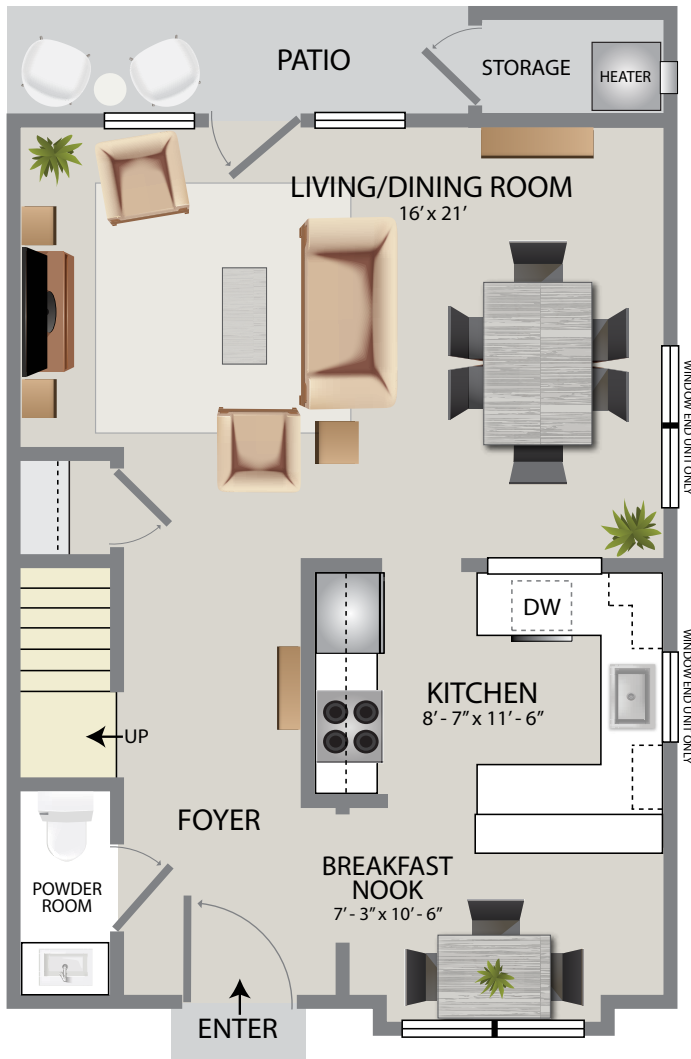 PATIO
STORAGE
HEATER
LIVING/DINING ROOM
16' x 21'
WINDOW END UNIT ONLY
DW
KITCHEN
8' - 7" x 11' - 6"
WINDOW END UNIT ONLY
UP
FOYER
POWDER
ROOM
BREAKFAST
NOOK
7' - 3" x 10' - 6"
ENTER